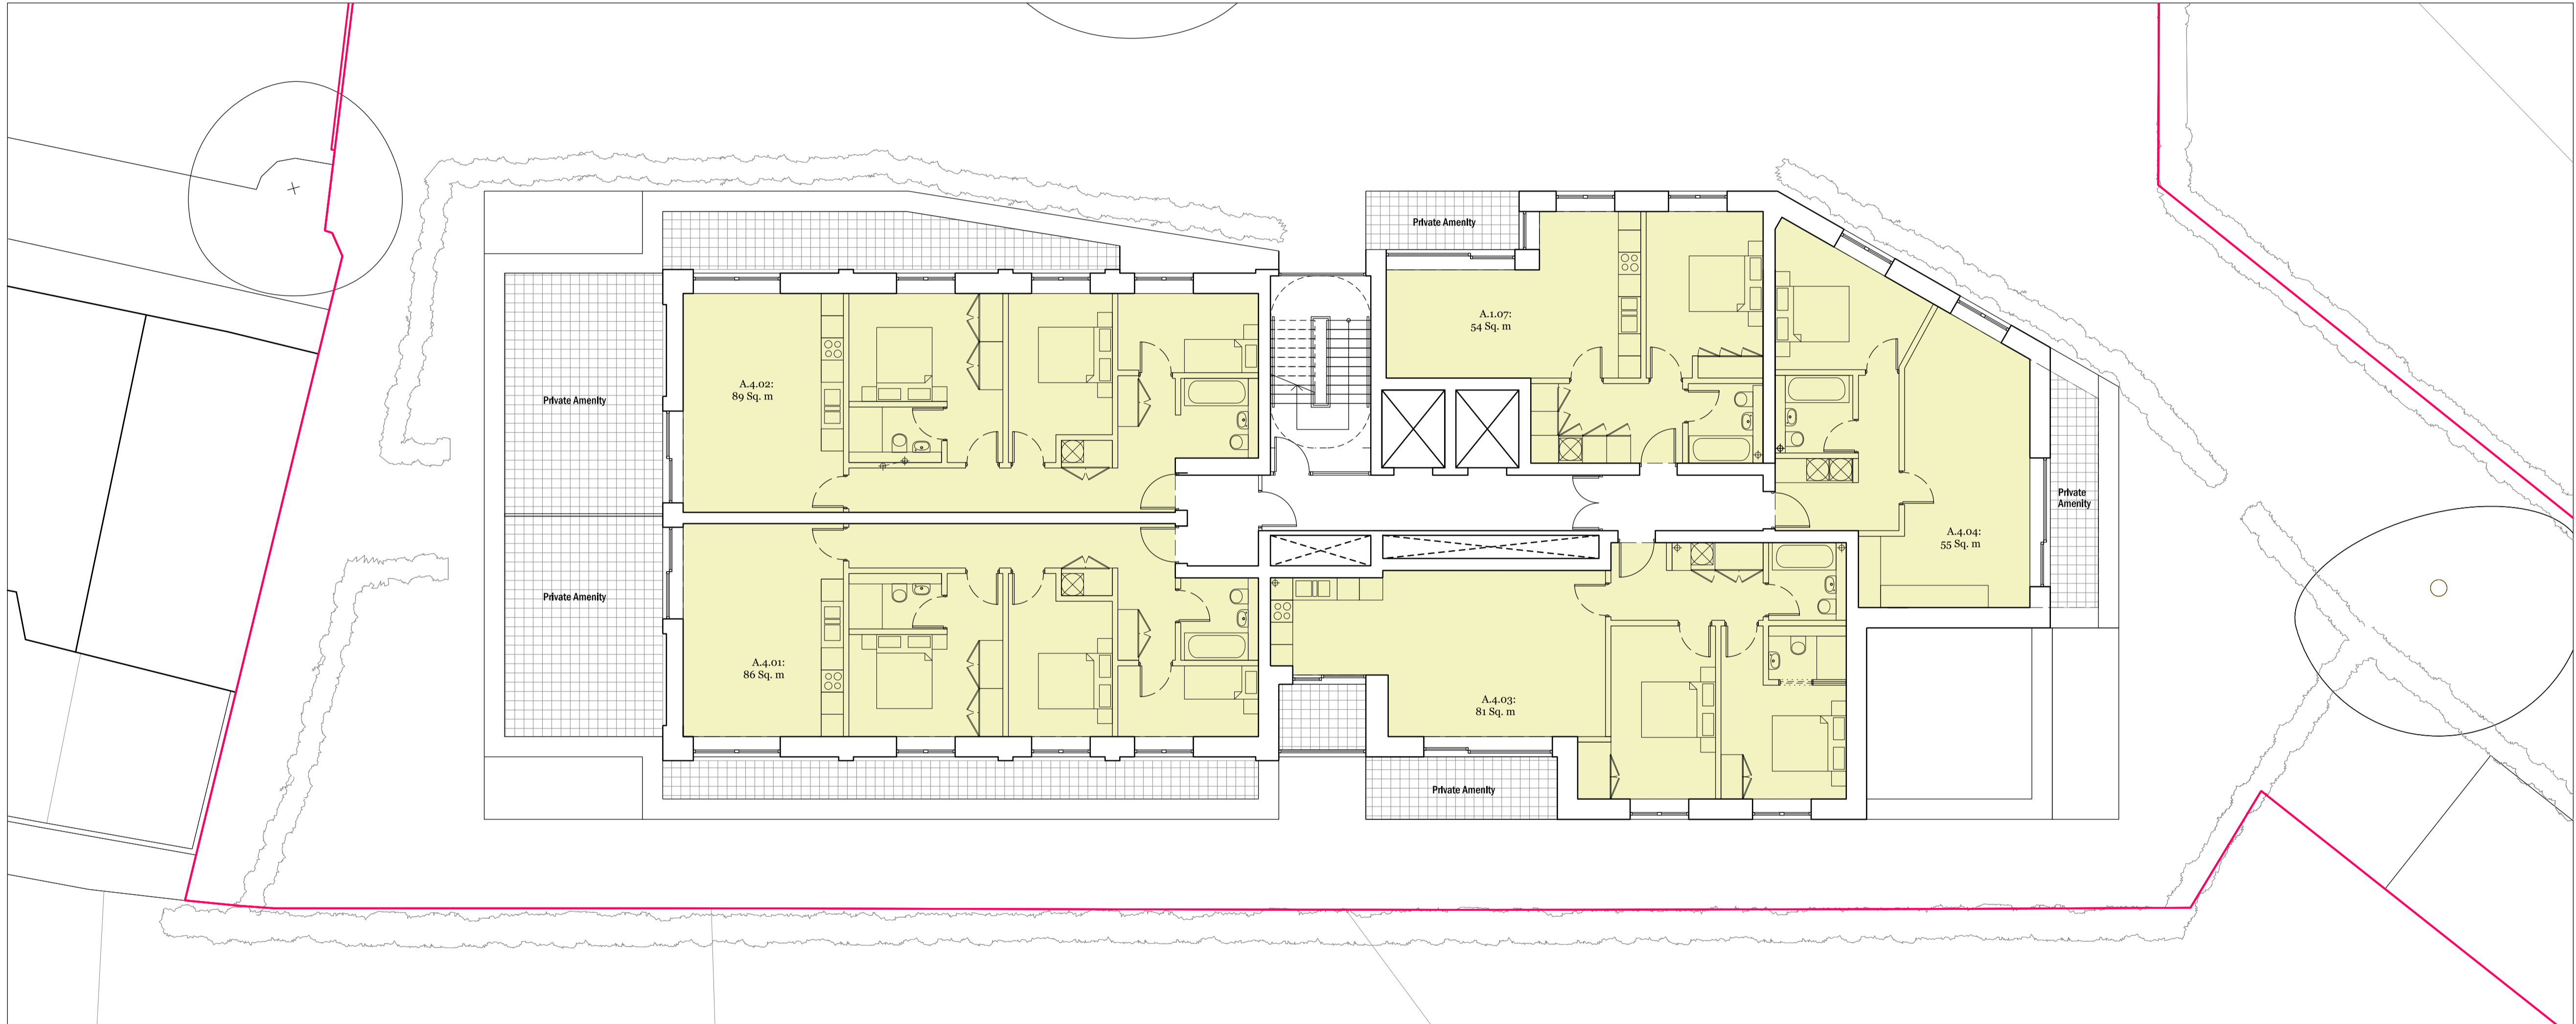 Private Amenity
A.1.07:
54 Sq. m
A.4.02:
89 Sq. m
Private Amenity
Private
Amenity
A.4.04:
55 Sq. m
Private Amenity
A.4.01:
86 Sq. m
A.4.03:
81 Sq. m
Private Amenity